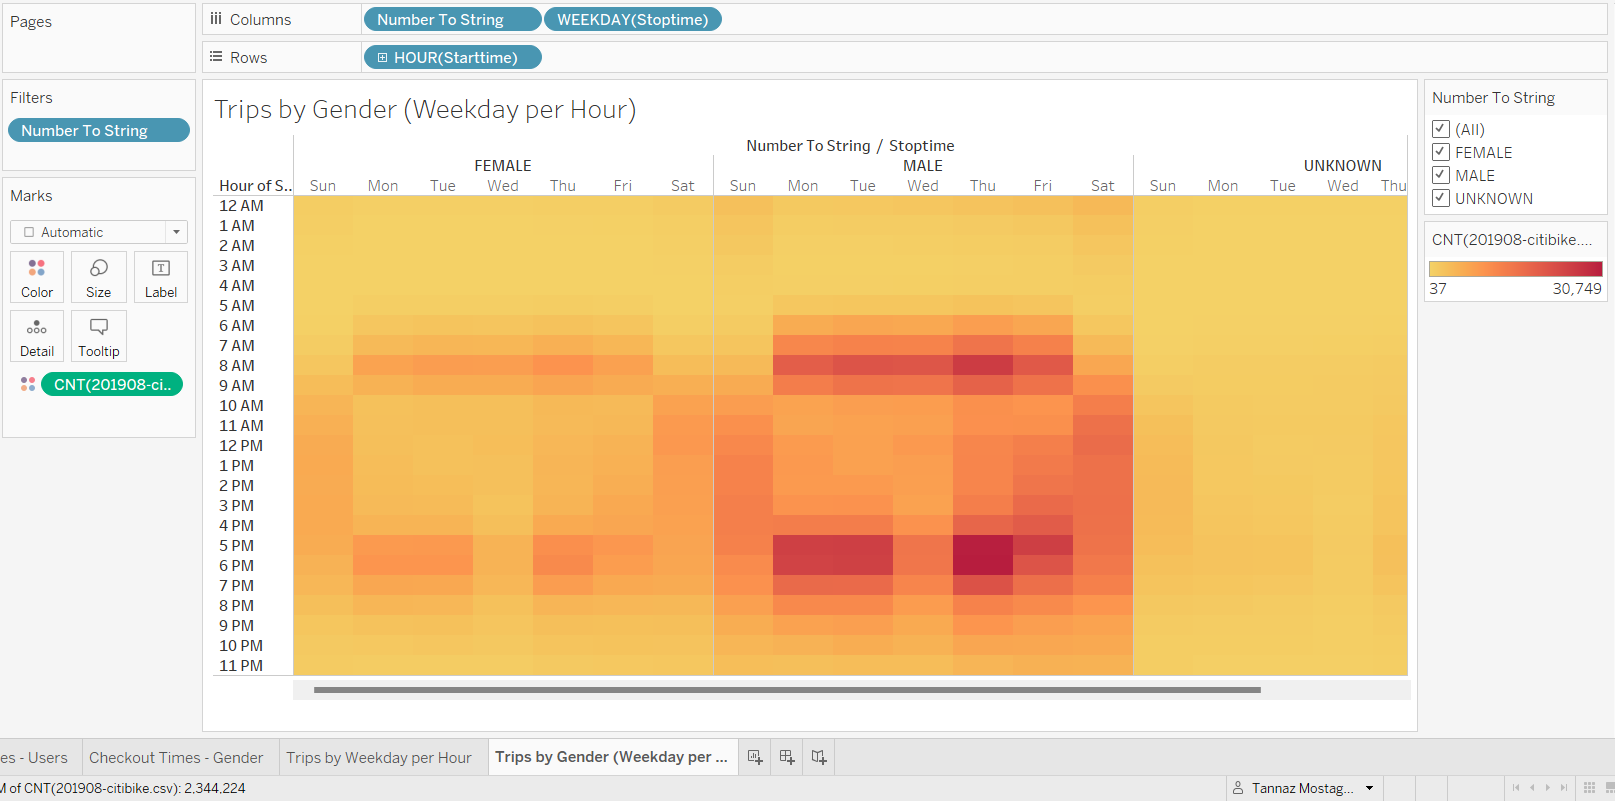 Pages
Columns
Number To String
WEEKDAY(Stoptime)
Rows
HOUR(Starttime)
Filters
Number To String
Marks
Automatic
Color
Size
Label
Detail
Tooltip
CNT(201908-ci..
Trips by Gender (Weekday per Hour)
Number To String / Stoptime
FEMALE MALE UNKNOWN
Hour of S.. Sun Mon Tue Wed Thu Fri Sat Sun Mon Tue Wed Thu Fri Sat Sun Mon Tue Wed Thu
12 AM
1 AM
2 AM
3 AM
4 AM
5 AM
6 AM
7 AM
8 AM
9 AM
10 AM
11 AM
12 PM
1 PM
2 PM
3 PM
4 PM
5 PM
6 PM
7 PM
8 PM
9 PM
10 PM
11 PM
Number To String
(All)
FEMALE
MALE
UNKNOWN
CNT(201908-citibike....
37 30,749
es - Users
Checkout Times - Gender
Trips by Weekday per Hour
Trips by Gender (Weekday per ...
M of CNT(201908-citibike.csv): 2,344,224
Tannaz Mostag...